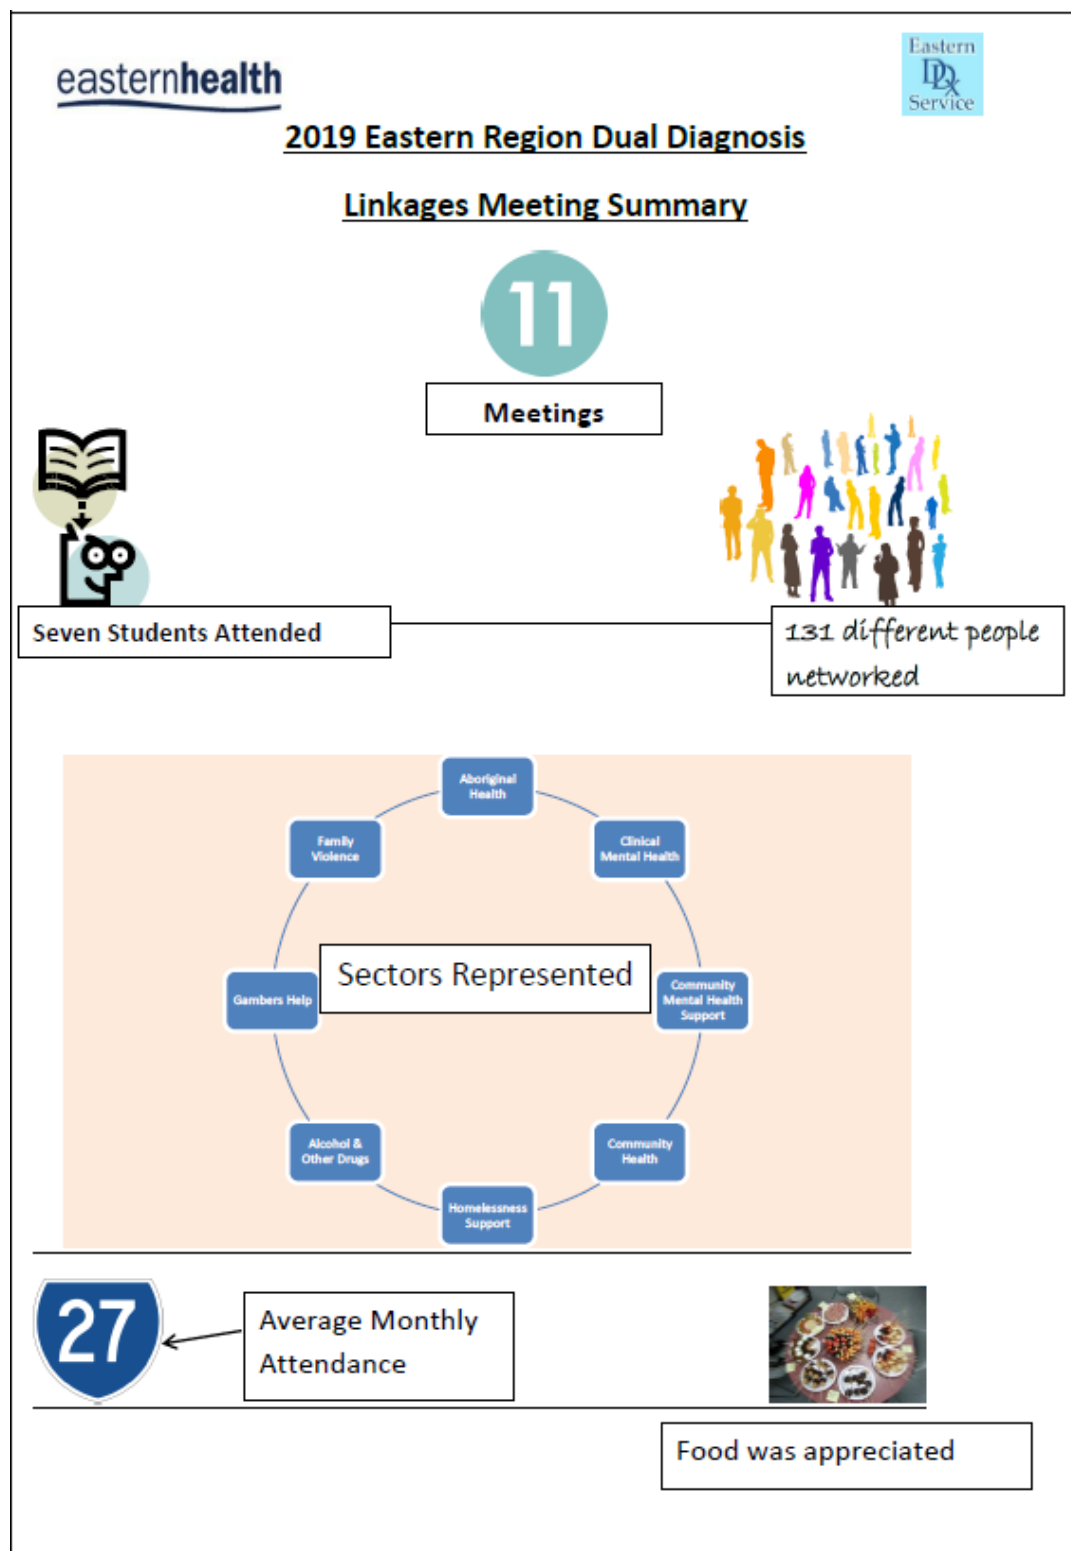 easternhealth
Eastern
DDx
Service
2019 Eastern Region Dual Diagnosis
Linkages Meeting Summary
11
Meetings
Seven Students Attended
131 different people
networked
Aboriginal
Health
Family
Violence
Clinical
Mental Health
Sectors Represented
Gambers Help
Community
Mental Health
Support
Alcohol &
Other Drugs
Community
Health
Homelessness
Support
27
Average Monthly
Attendance
Food was appreciated